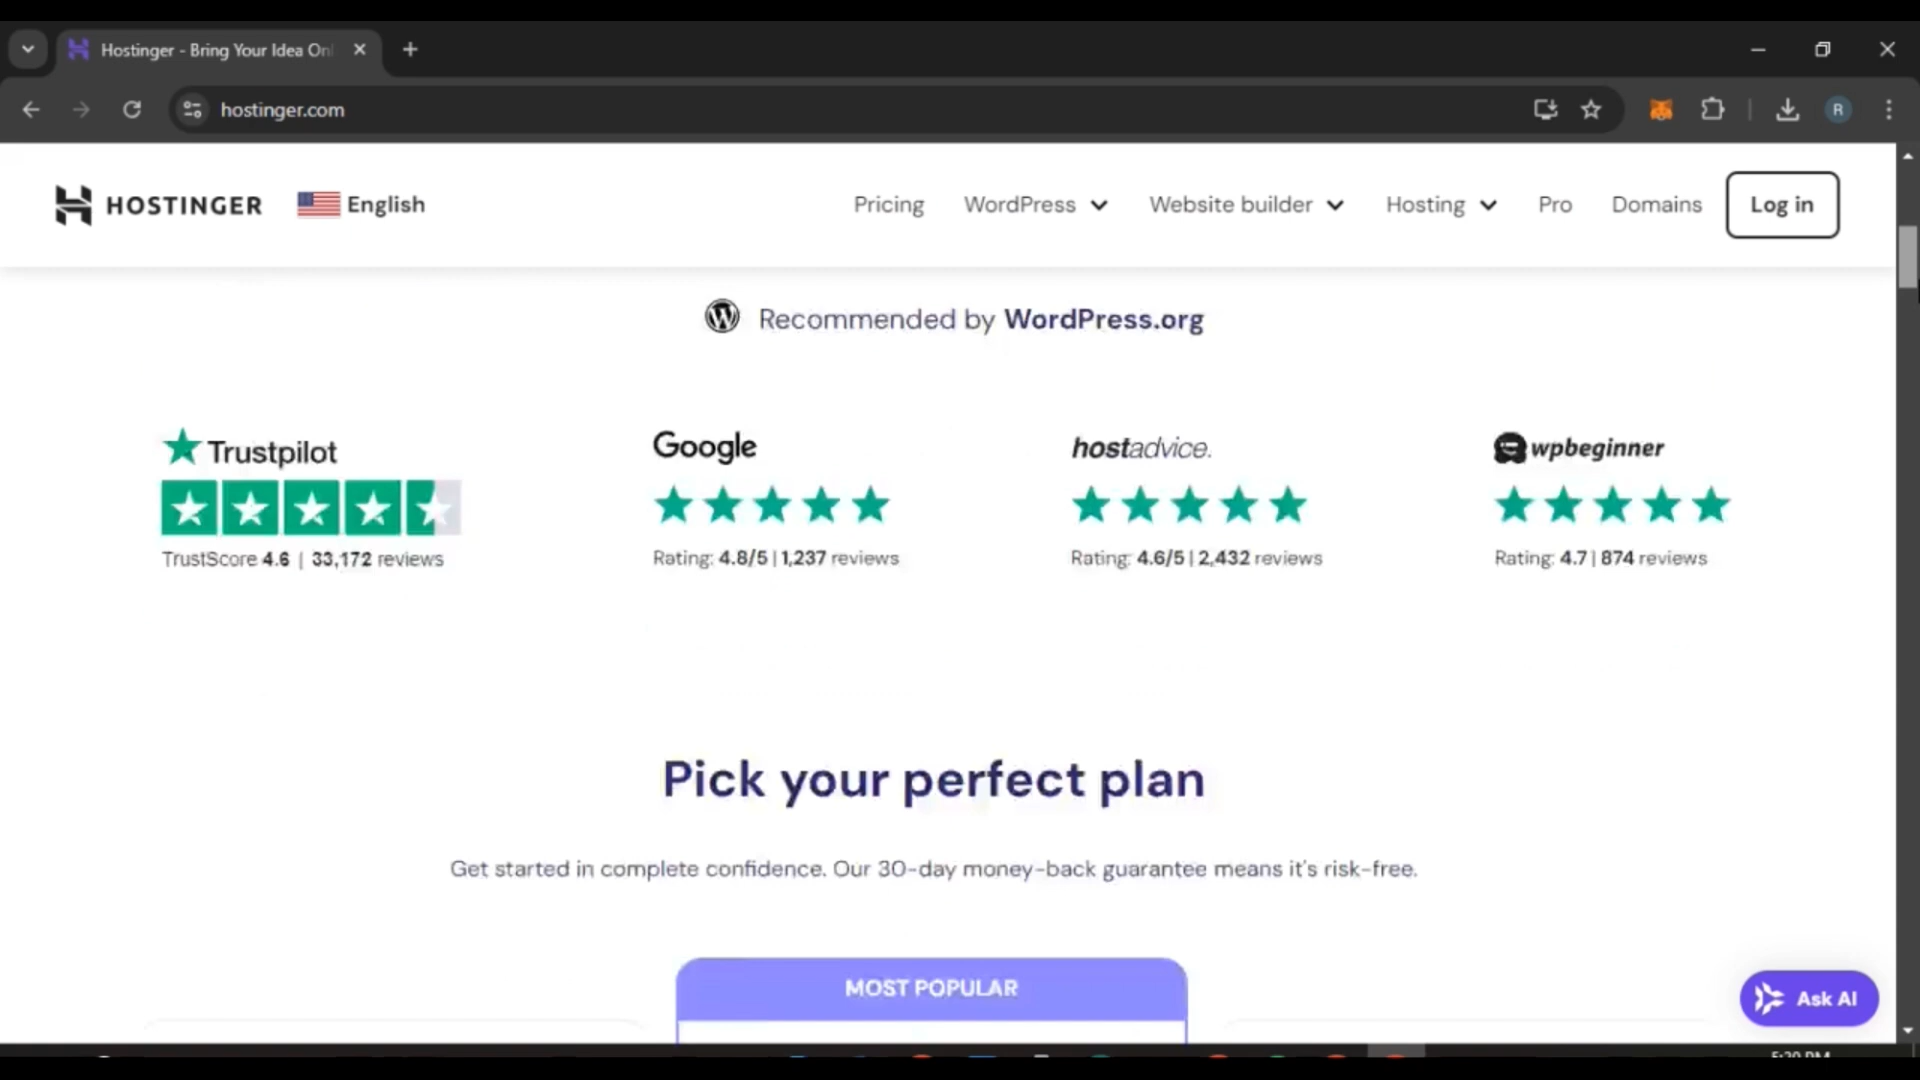 Hostinger - Bring Your Idea Onl
hostinger.com
R
HOSTINGER English Pricing WordPress Website builder Hosting Pro Domains Log in
Recommended by WordPress.org
Trustpilot Google hostadvice. wpbeginner
TrustScore 4.6 | 33,172 reviews Rating: 4.8/5 | 1,237 reviews Rating: 4.6/5 | 2,432 reviews Rating: 4.7 | 874 reviews
Pick your perfect plan
Get started in complete confidence. Our 30-day money-back guarantee means it's risk-free.
MOST POPULAR
Ask AI